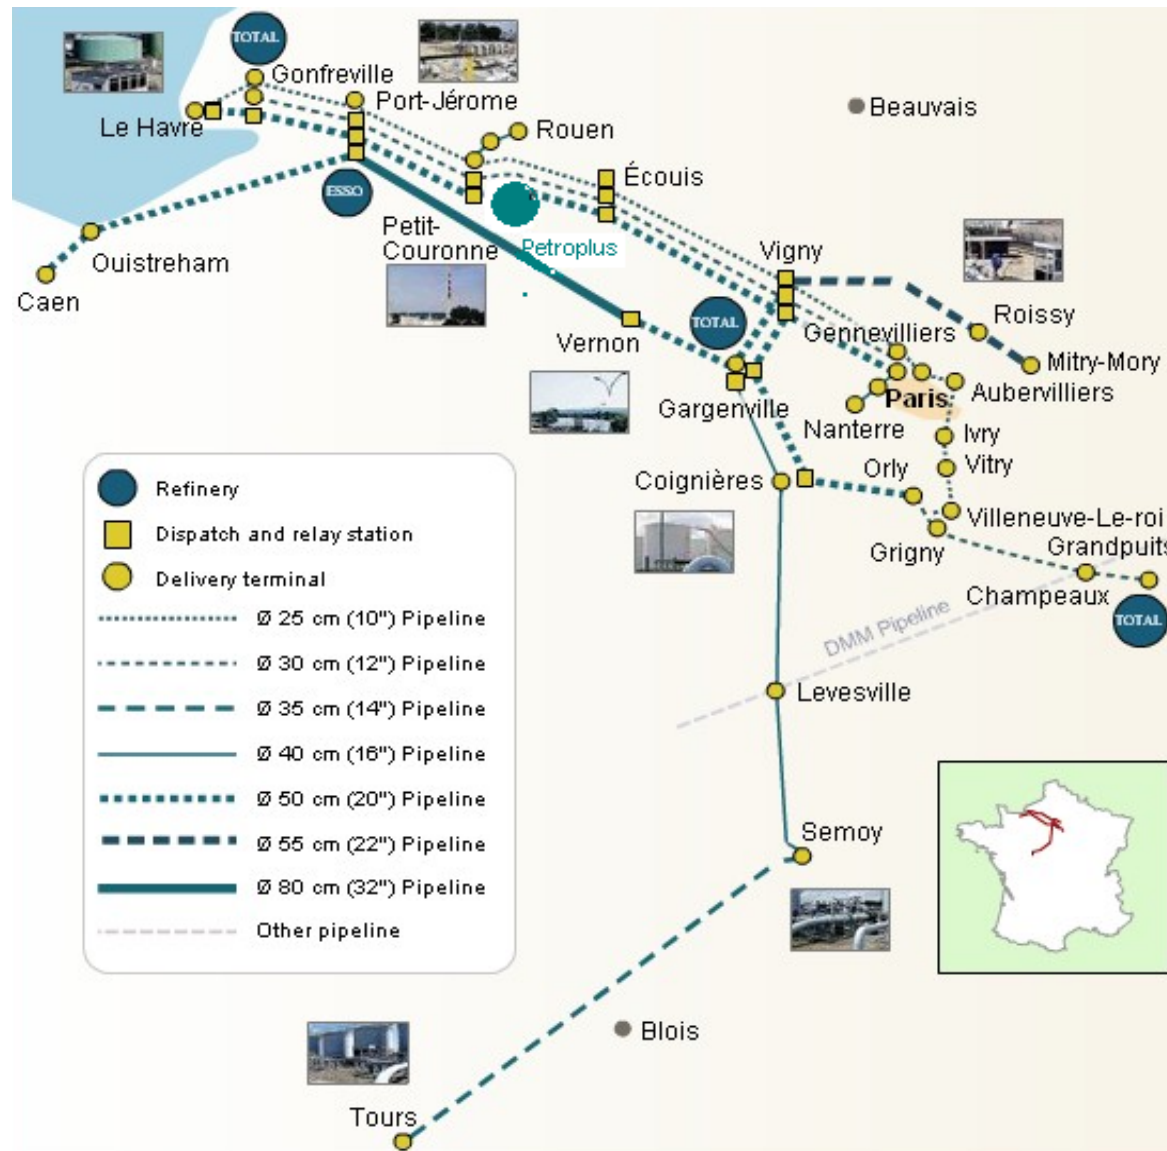 TOTAL
Gonfreville
Port-Jérome
Le Havre
Rouen
Beauvais
ESSO
Écouis
Petit-
Couronne
Petroplus
Ouistreham
Caen
Vigny
Vernon
TOTAL
Gennevilliers
Roissy
Mitry-Mory
Paris
Aubervilliers
Gargenville
Nanterre
Ivry
Vitry
Orly
Coignières
Villeneuve-Le-roi
Grigny
Grandpuits
Champeaux
TOTAL
DMM Pipeline
Levesville
Semoy
Blois
Tours
Refinery
Dispatch and relay station
Delivery terminal
Ø 25 cm (10") Pipeline
Ø 30 cm (12") Pipeline
Ø 35 cm (14") Pipeline
Ø 40 cm (16") Pipeline
Ø 50 cm (20") Pipeline
Ø 55 cm (22") Pipeline
Ø 80 cm (32") Pipeline
Other pipeline